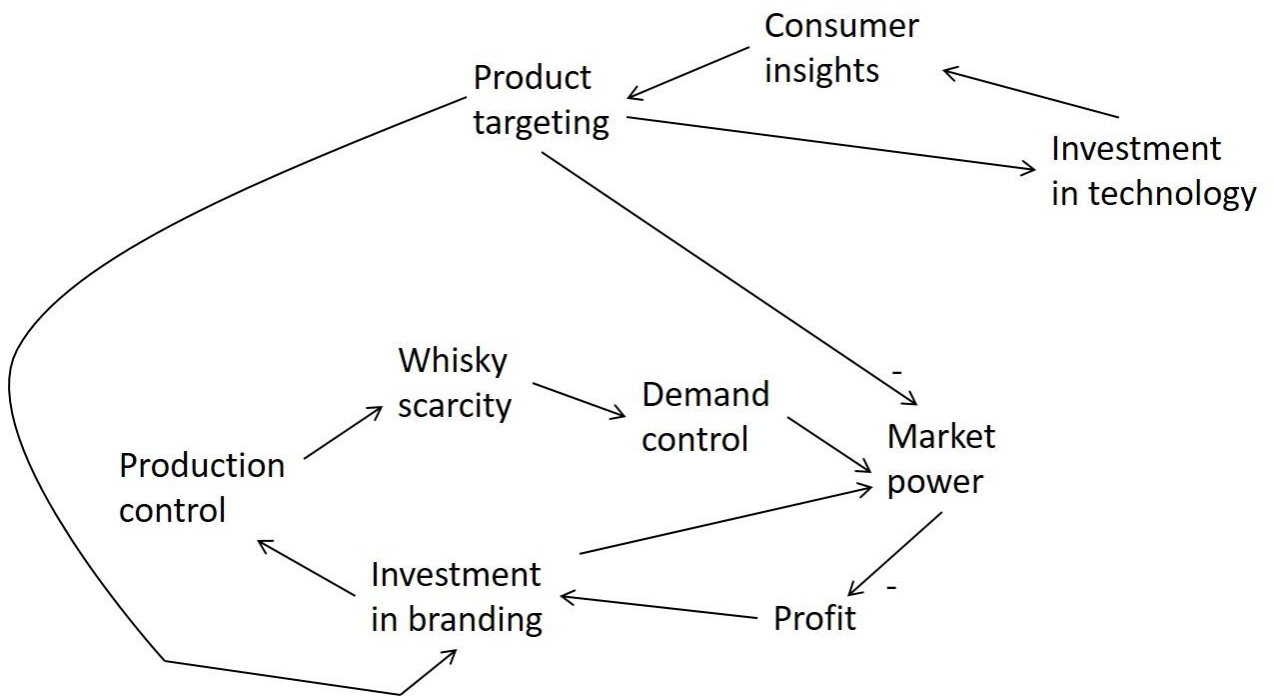 Consumer
insights
Product
targeting
Investment
in technology
Whisky
scarcity
-
Demand
control
Market
power
Production
control
Investment
in branding
-
Profit